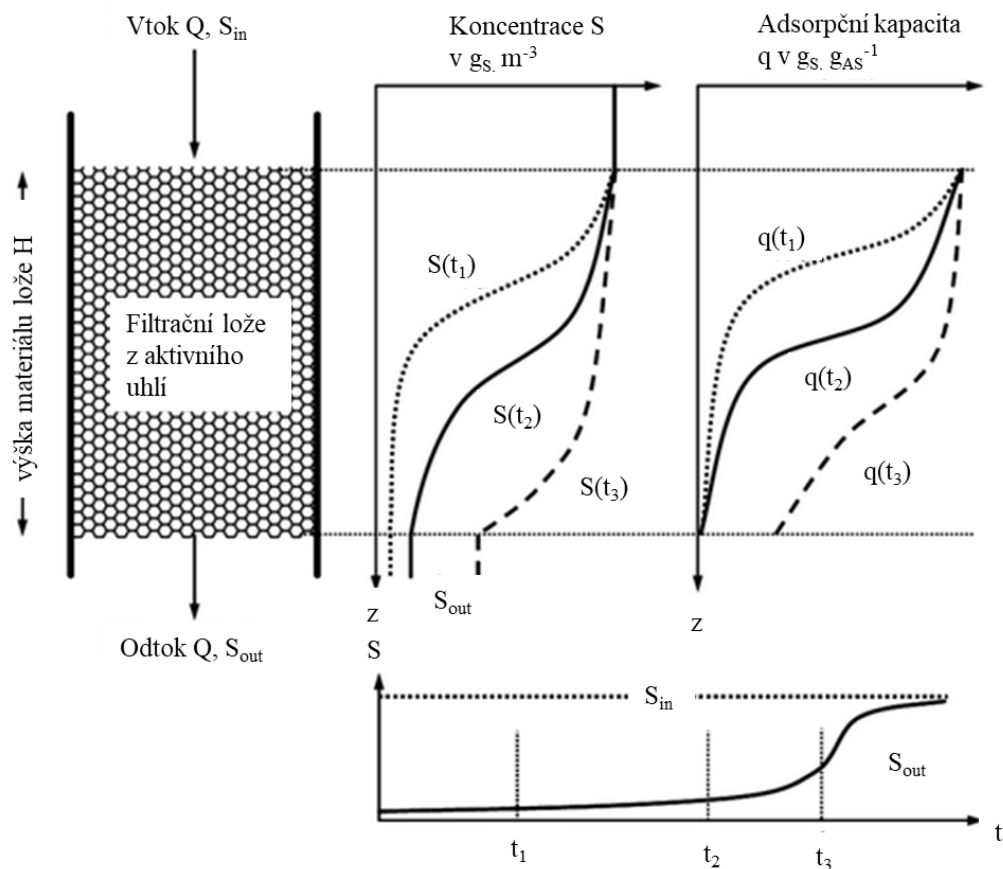 Vtok Q, S_in
Koncentrace S
v g_S. m^-3
Adsorpční kapacita
q v g_S. g_AS^-1
výška materiálu lože H
Filtrační lože
z aktivního
uhlí
S(t_1)
S(t_2)
S(t_3)
q(t_1)
q(t_2)
q(t_3)
S_out
z
z
Odtok Q, S_out
S
S_in
S_out
t_1
t_2
t_3
t